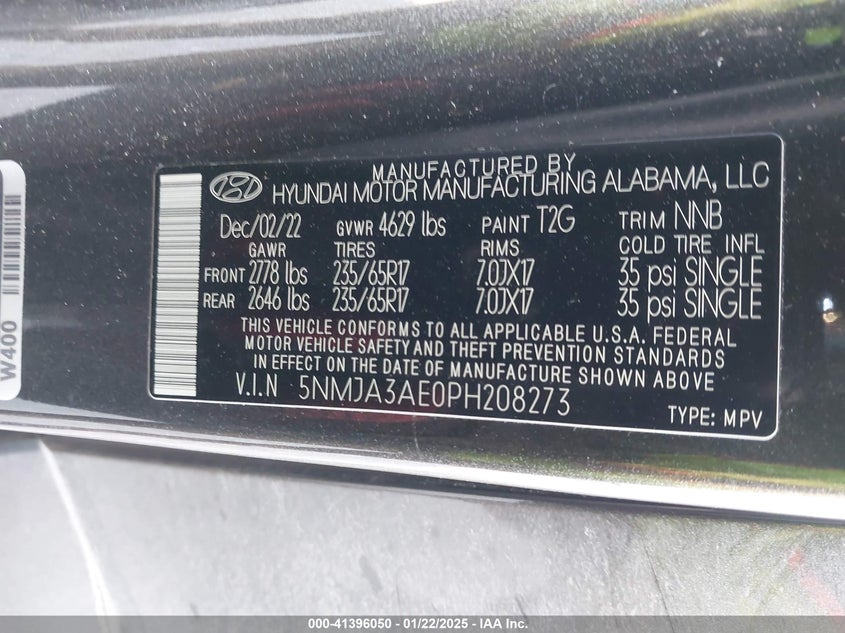 MANUFACTURED BY
HYUNDAI MOTOR MANUFACTURING ALABAMA, LLC
Dec/02/22 GVWR 4629 lbs PAINT T2G TRIM NNB
GAWR TIRES RIMS COLD TIRE INFL
FRONT 2778 lbs 235/65R17 7.0JX17 35 psi SINGLE
REAR 2646 lbs 235/65R17 7.0JX17 35 psi SINGLE
THIS VEHICLE CONFORMS TO ALL APPLICABLE U.S.A. FEDERAL
MOTOR VEHICLE SAFETY AND THEFT PREVENTION STANDARDS
IN EFFECT ON THE DATE OF MANUFACTURE SHOWN ABOVE
V.I.N 5NMJA3AE0PH208273
TYPE: MPV
W400
000-41396050 - 01/22/2025 - IAA Inc.